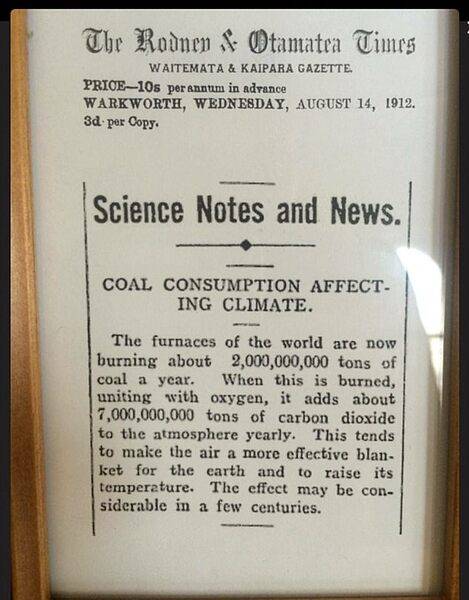 The Rodney & Otamatea Times
WAITEMATA & KAIPARA GAZETTE.
PRICE—10s per annum in advance
WARKWORTH, WEDNESDAY, AUGUST 14, 1912.
3d per Copy.
Science Notes and News.
COAL CONSUMPTION AFFECT-
ING CLIMATE.
The furnaces of the world are now
burning about 2,000,000,000 tons of
coal a year. When this is burned,
uniting with oxygen, it adds about
7,000,000,000 tons of carbon dioxide
to the atmosphere yearly. This tends
to make the air a more effective blan-
ket for the earth and to raise its
temperature. The effect may be con-
siderable in a few centuries.